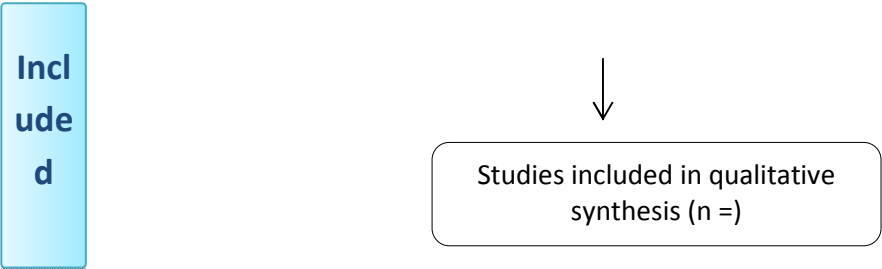 Incl
ude
d
Studies included in qualitative
synthesis (n =)